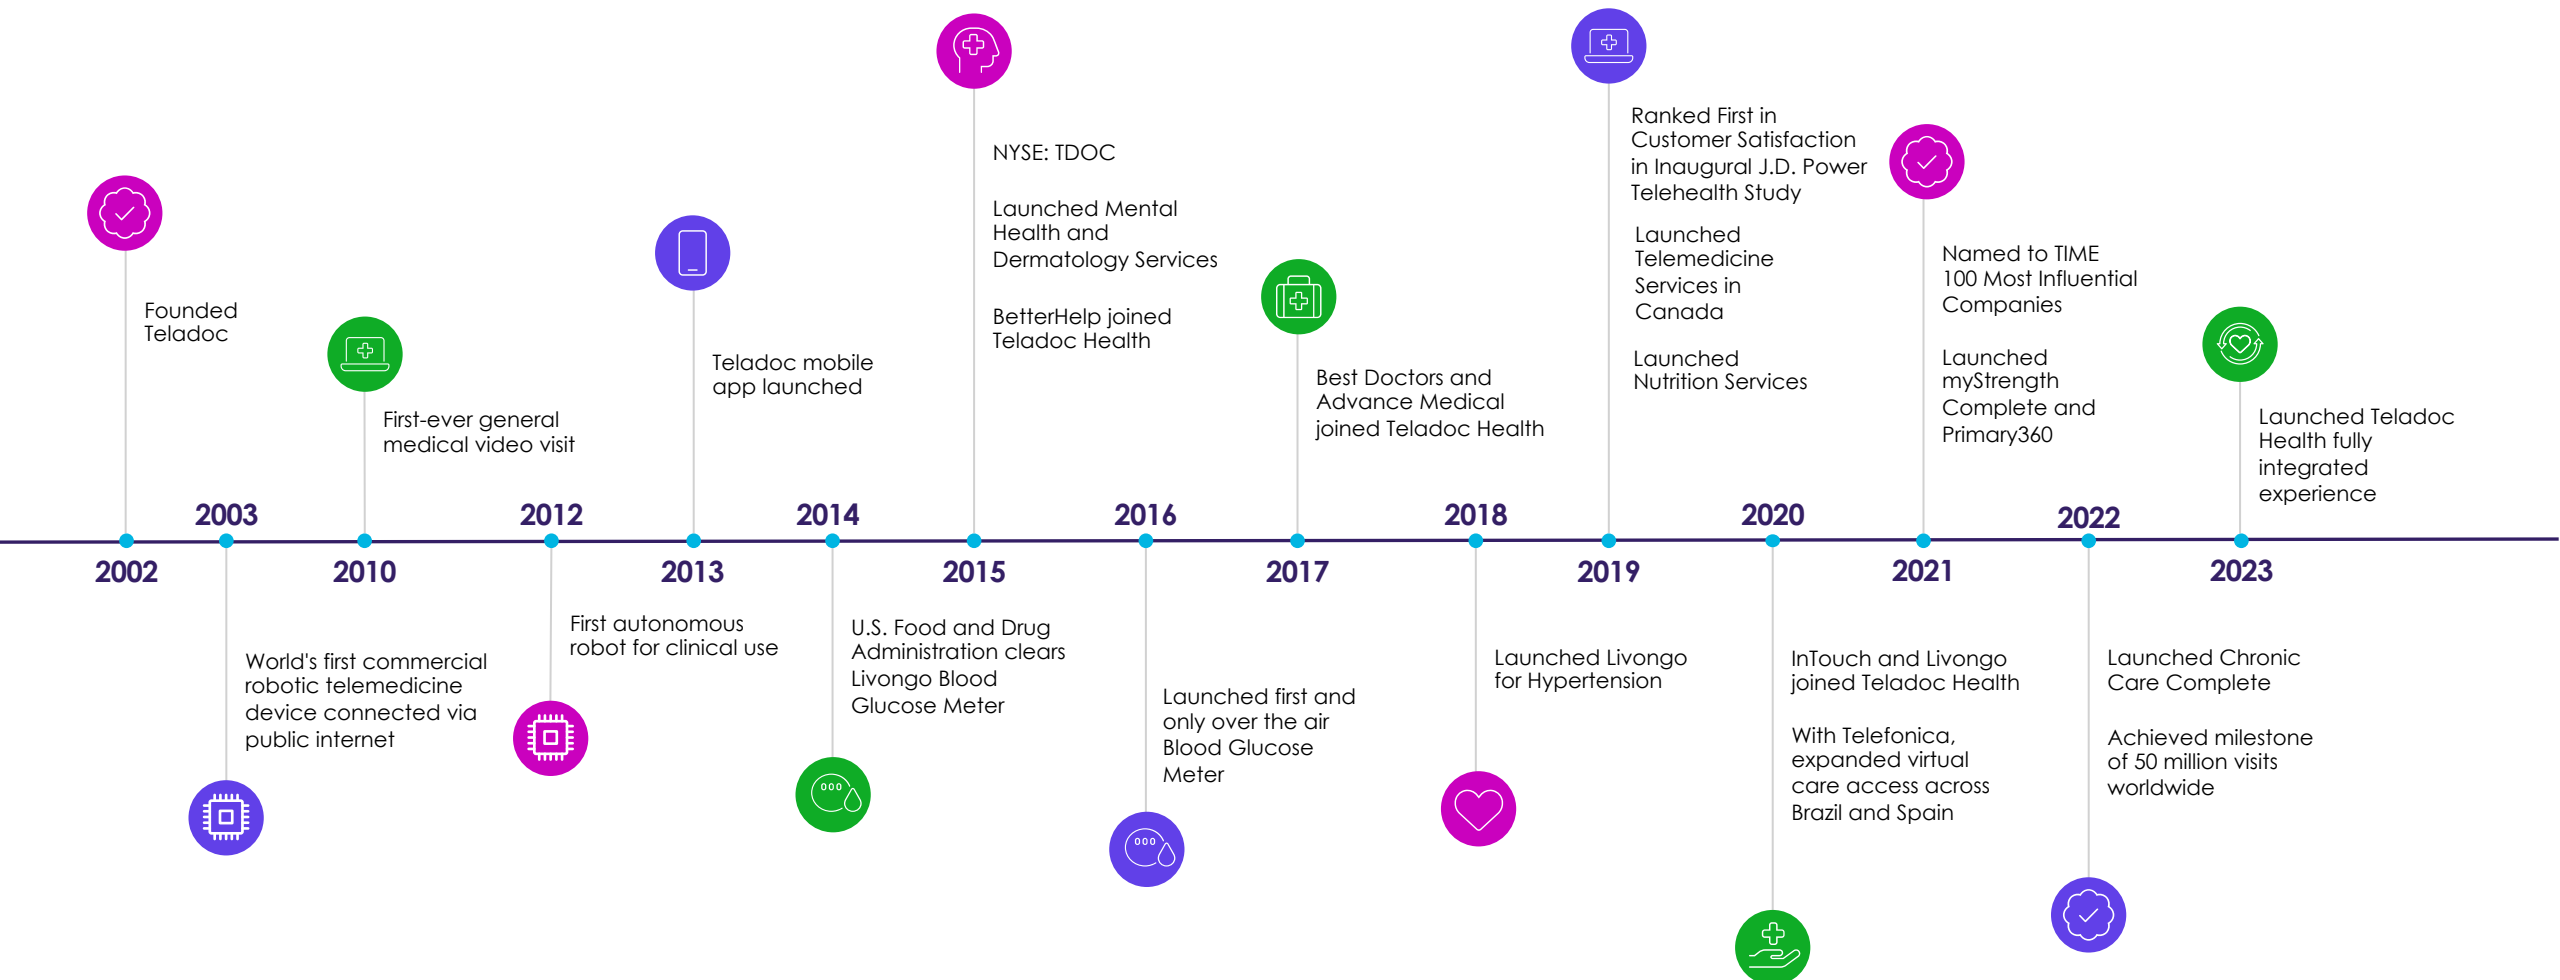 Founded
Teladoc
2002
2003
World's first commercial
robotic telemedicine
device connected via
public internet
First-ever general
medical video visit
2010
2012
First autonomous
robot for clinical use
Teladoc mobile
app launched
2013
2014
U.S. Food and Drug
Administration clears
Livongo Blood
Glucose Meter
NYSE: TDOC
Launched Mental
Health and
Dermatology Services
BetterHelp joined
Teladoc Health
2015
2016
Launched first and
only over the air
Blood Glucose
Meter
Best Doctors and
Advance Medical
joined Teladoc Health
2017
2018
Launched Livongo
for Hypertension
Ranked First in
Customer Satisfaction
in Inaugural J.D. Power
Telehealth Study
Launched
Telemedicine
Services in
Canada
Launched
Nutrition Services
2019
2020
InTouch and Livongo
joined Teladoc Health
With Telefonica,
expanded virtual
care access across
Brazil and Spain
Named to TIME
100 Most Influential
Companies
Launched
myStrength
Complete and
Primary360
2021
2022
Launched Chronic
Care Complete
Achieved milestone
of 50 million visits
worldwide
Launched Teladoc
Health fully
integrated
experience
2023